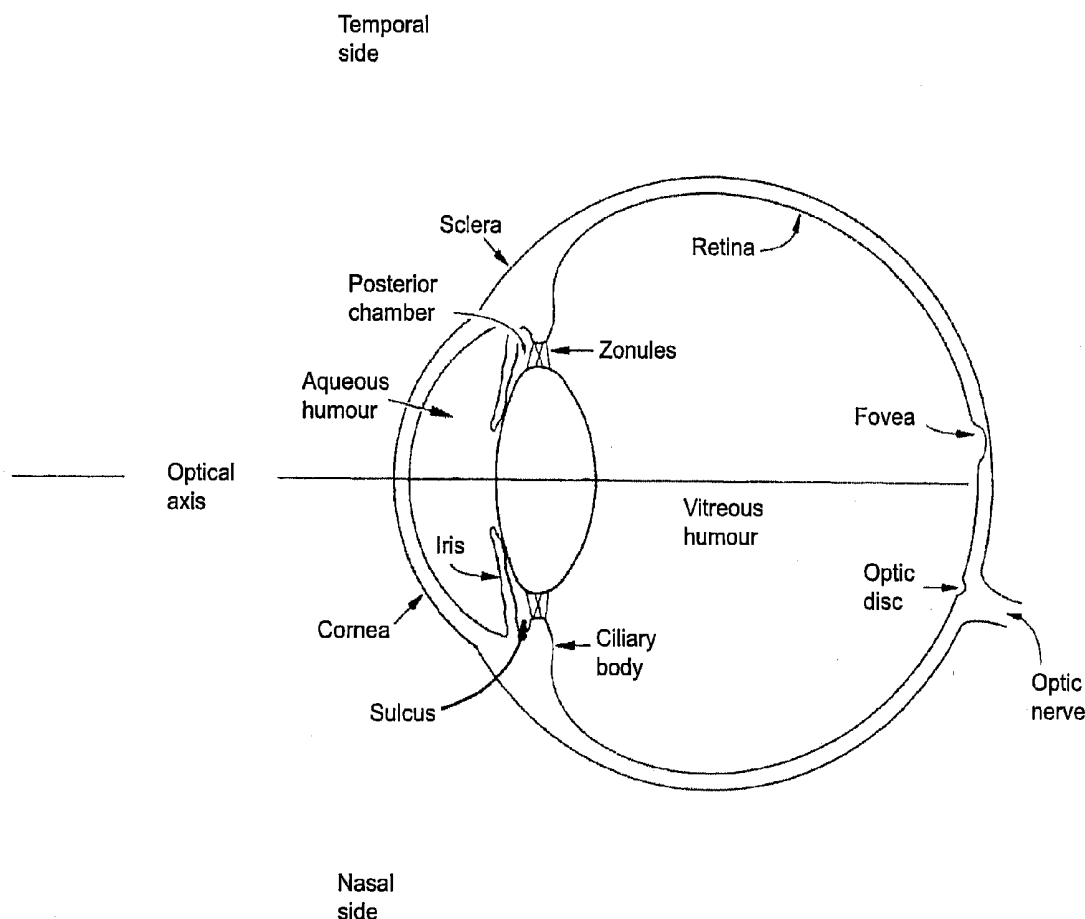 Temporal
side
Sclera
Retina
Posterior
chamber
Zonules
Aqueous
humour
Fovea
Optical
axis
Vitreous
humour
Iris
Optic
disc
Cornea
Ciliary
body
Sulcus
Optic
nerve
Nasal
side